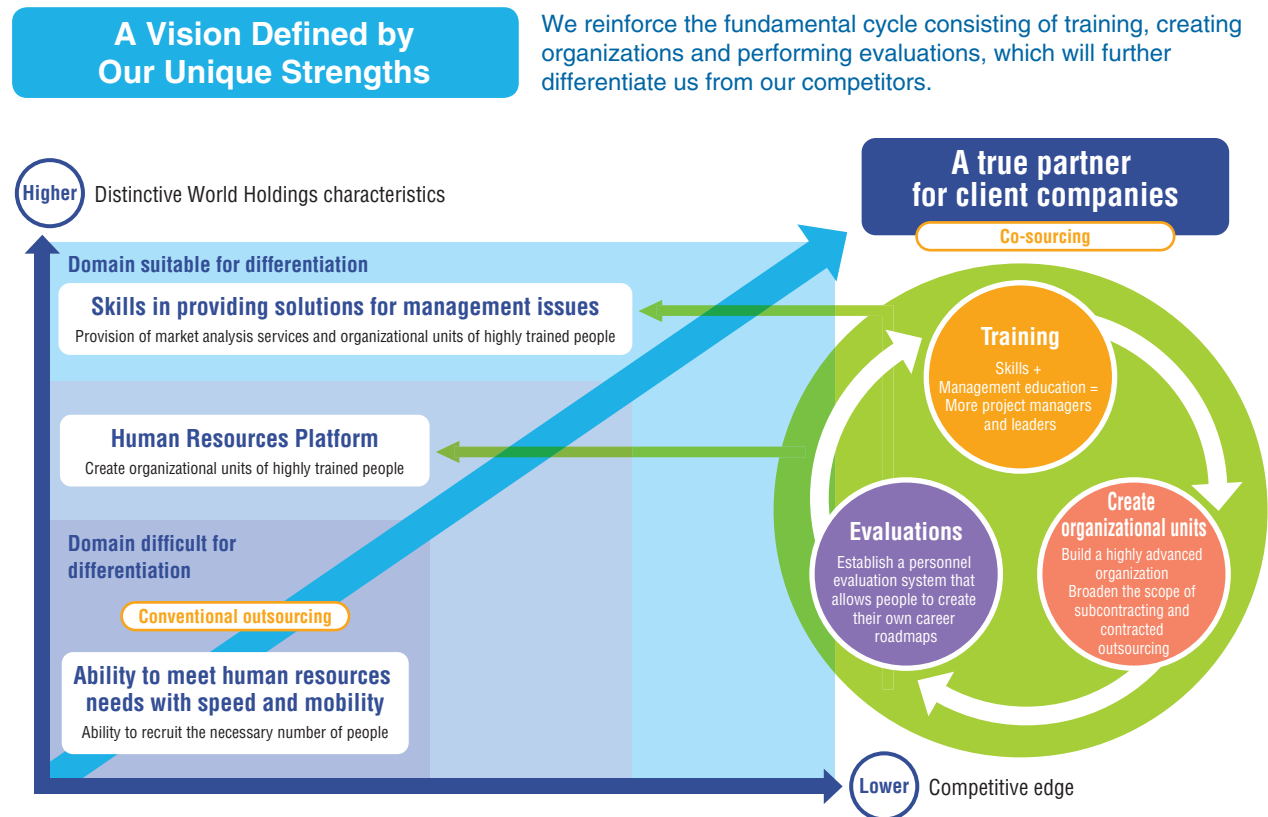 A Vision Defined by
Our Unique Strengths
We reinforce the fundamental cycle consisting of training, creating
organizations and performing evaluations, which will further
differentiate us from our competitors.
Higher
Distinctive World Holdings characteristics
A true partner
for client companies
Co-sourcing
Domain suitable for differentiation
Skills in providing solutions for management issues
Provision of market analysis services and organizational units of highly trained people
Human Resources Platform
Create organizational units of highly trained people
Domain difficult for
differentiation
Conventional outsourcing
Ability to meet human resources
needs with speed and mobility
Ability to recruit the necessary number of people
Training
Skills +
Management education =
More project managers
and leaders
Evaluations
Establish a personnel
evaluation system that
allows people to create
their own career
roadmaps
Create
organizational units
Build a highly advanced
organization
Broaden the scope of
subcontracting and
contracted
outsourcing
Lower
Competitive edge